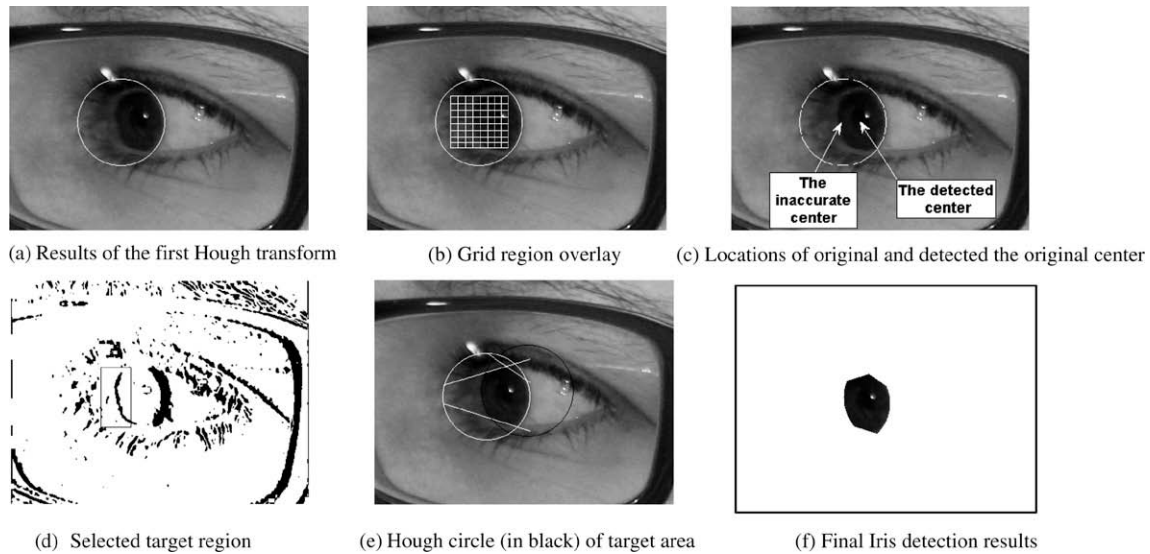 (a) Results of the first Hough transform
(b) Grid region overlay
The
inaccurate
center
The detected
center
(c) Locations of original and detected the original center
(d) Selected target region
(e) Hough circle (in black) of target area
(f) Final Iris detection results